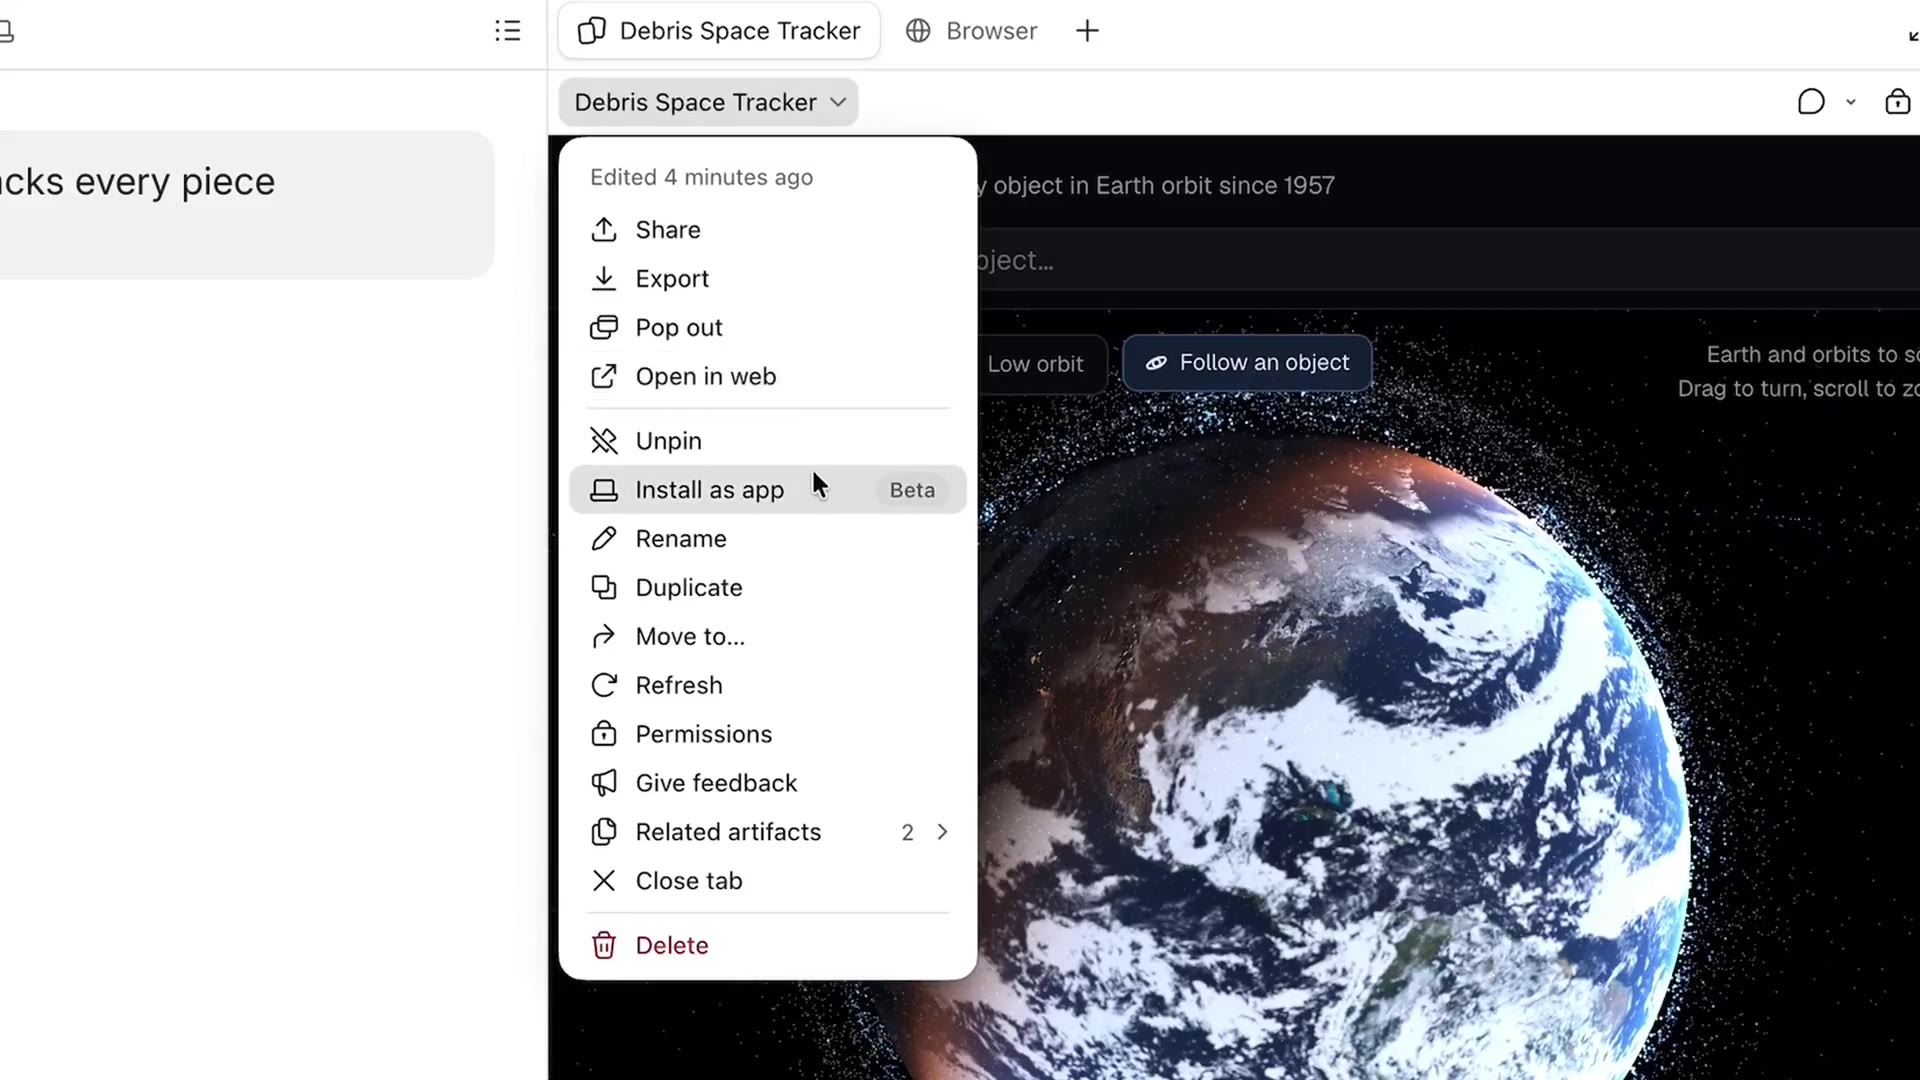 Debris Space Tracker
Browser
Debris Space Tracker
every piece
Edited 4 minutes ago
Share
Export
Pop out
Open in web
Unpin
Install as app
Beta
Rename
Duplicate
Move to...
Refresh
Permissions
Give feedback
Related artifacts
2
Close tab
Delete
object in Earth orbit since 1957
Low orbit
Follow an object
Earth and orbits to
Drag to turn, scroll to